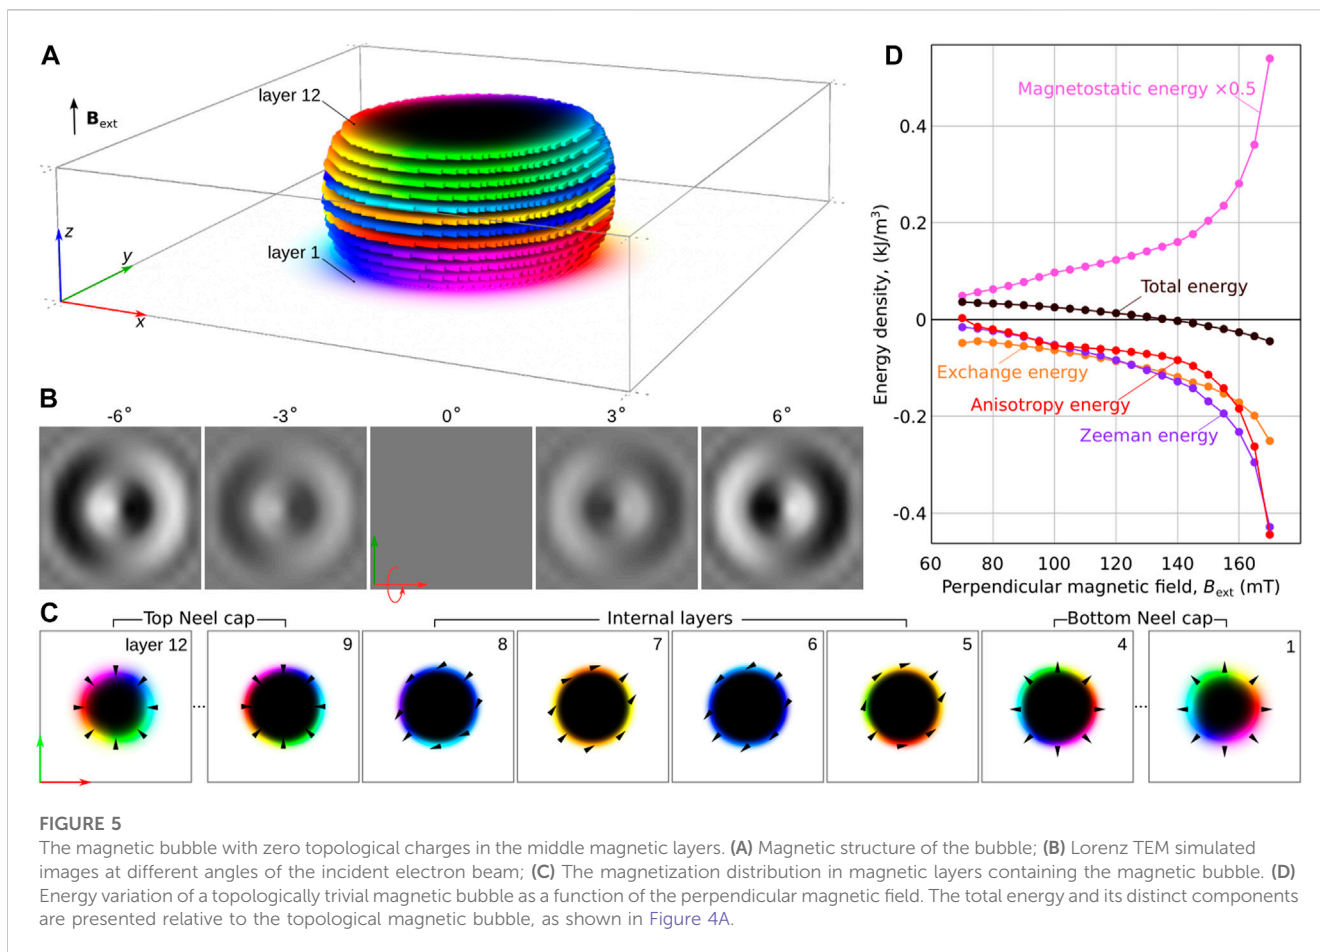 A
layer 12
B_ext
layer 1
z
y
x
B
-6° -3° 0° 3° 6°
C
Top Neel cap Internal layers Bottom Neel cap
layer 12 9 8 7 6 5 4 1
... ...
D
Magnetostatic energy ×0.5
Total energy
Exchange energy
Anisotropy energy
Zeeman energy
Energy density, (kJ/m³)
0.4
0.2
0
-0.2
-0.4
60 80 100 120 140 160
Perpendicular magnetic field, B_ext (mT)
FIGURE 5
The magnetic bubble with zero topological charges in the middle magnetic layers. (A) Magnetic structure of the bubble; (B) Lorenz TEM simulated
images at different angles of the incident electron beam; (C) The magnetization distribution in magnetic layers containing the magnetic bubble. (D)
Energy variation of a topologically trivial magnetic bubble as a function of the perpendicular magnetic field. The total energy and its distinct components
are presented relative to the topological magnetic bubble, as shown in Figure 4A.